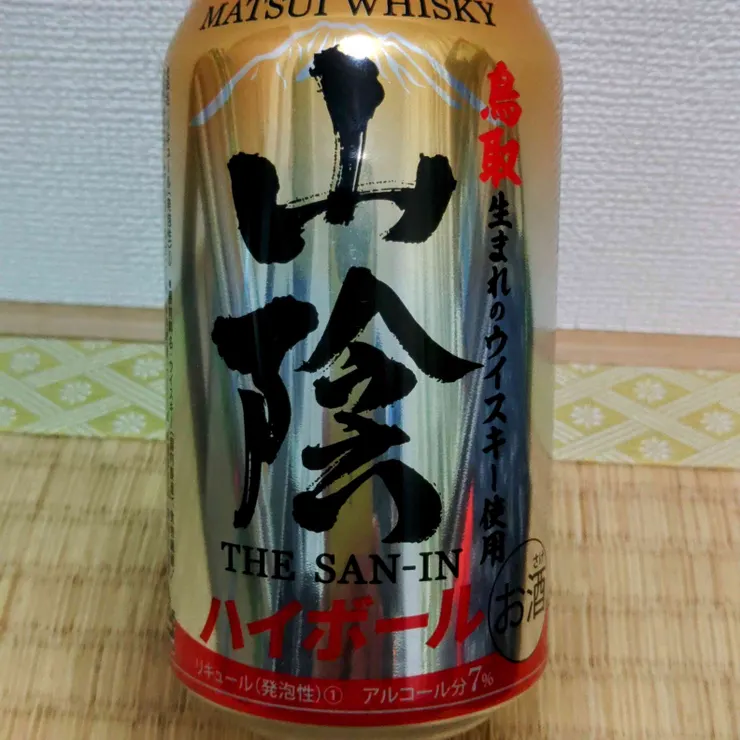 MATSUI WHISKY
山陰
鳥取生まれのウイスキー使用
THE SAN-IN
ハイボール
さけ
お酒
リキュール(発泡性)① アルコール分7%